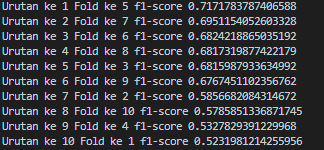 Urutan ke 1 Fold ke 5 f1-score 0.7171783787406588
Urutan ke 2 Fold ke 7 f1-score 0.6951154052603328
Urutan ke 3 Fold ke 6 f1-score 0.6824218865035192
Urutan ke 4 Fold ke 8 f1-score 0.6817319877422179
Urutan ke 5 Fold ke 3 f1-score 0.6815987933634992
Urutan ke 6 Fold ke 9 f1-score 0.6767451102356762
Urutan ke 7 Fold ke 2 f1-score 0.5856682084314672
Urutan ke 8 Fold ke 10 f1-score 0.5785851336871745
Urutan ke 9 Fold ke 4 f1-score 0.5327829391229968
Urutan ke 10 Fold ke 1 f1-score 0.5231981214255956